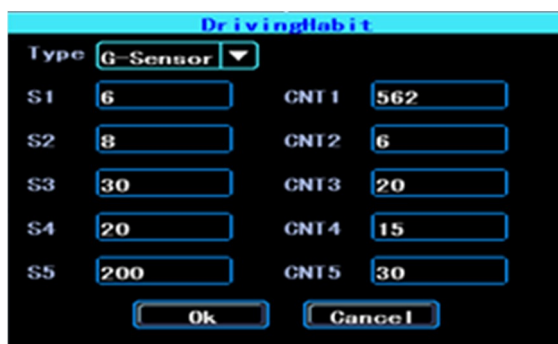 DrivingHabit
Type G-Sensor
S1 6 CNT1 562
S2 8 CNT2 6
S3 30 CNT3 20
S4 20 CNT4 15
S5 200 CNT5 30
Ok Cancel